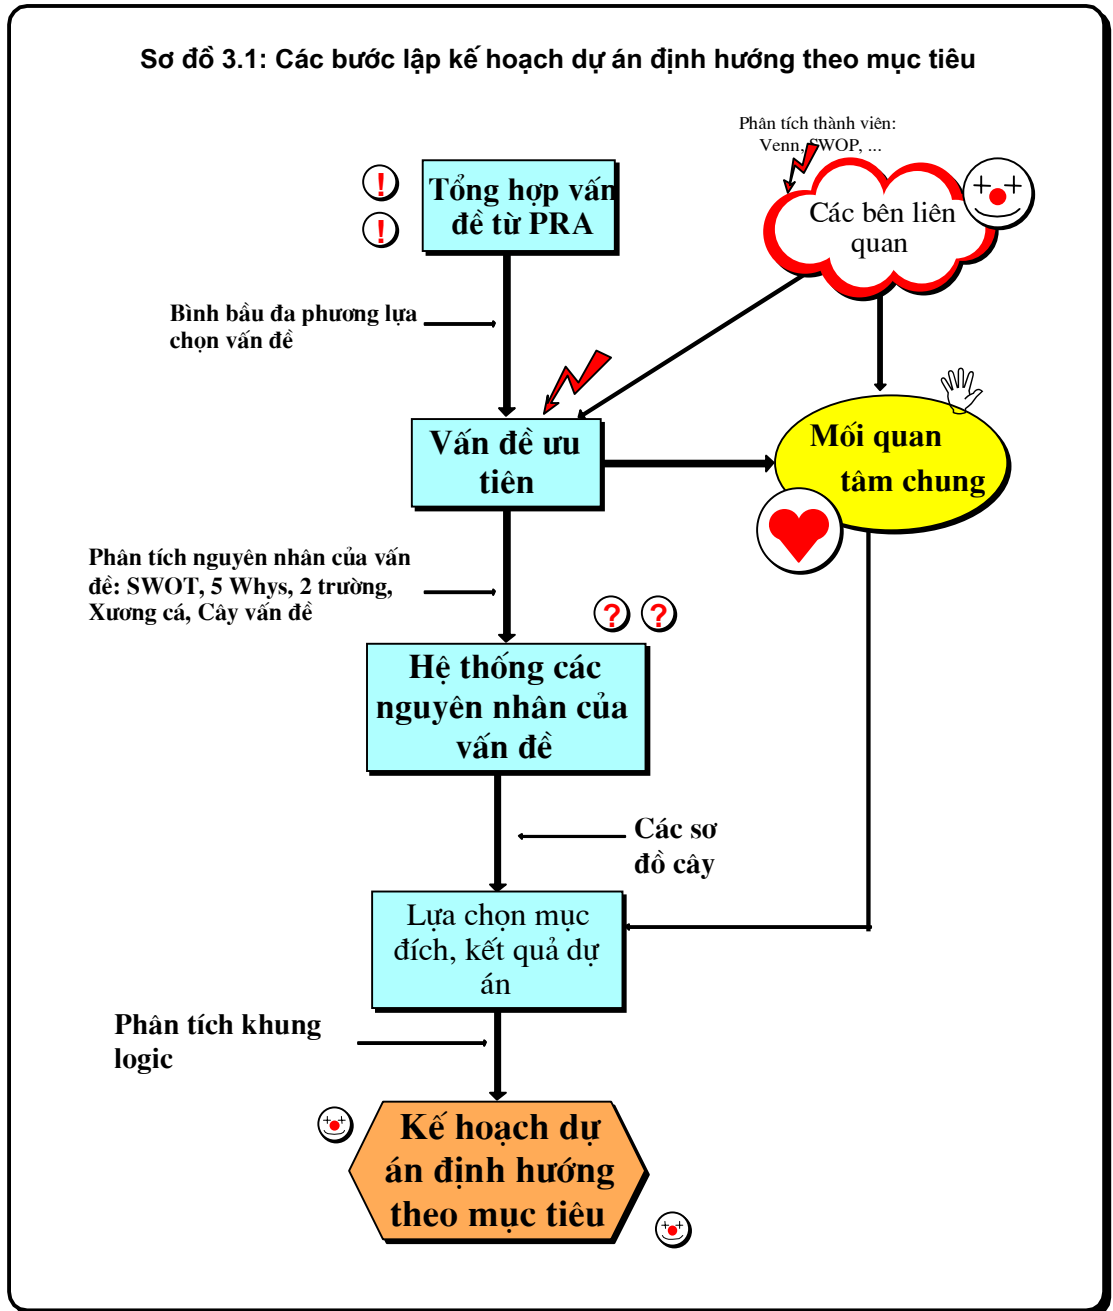 Sơ đồ 3.1: Các bước lập kế hoạch dự án định hướng theo mục tiêu
Phân tích thành viên:
Venn, SWOP, ...
! Tổng hợp vấn
! đề từ PRA
Các bên liên
quan
Bình bầu đa phương lựa
chọn vấn đề
Vấn đề ưu
tiên
Mối quan
tâm chung
Phân tích nguyên nhân của vấn
đề: SWOT, 5 Whys, 2 trường,
Xương cá, Cây vấn đề
? ?
Hệ thống các
nguyên nhân của
vấn đề
Các sơ
đồ cây
Lựa chọn mục
đích, kết quả dự
án
Phân tích khung
logic
Kế hoạch dự
án định hướng
theo mục tiêu